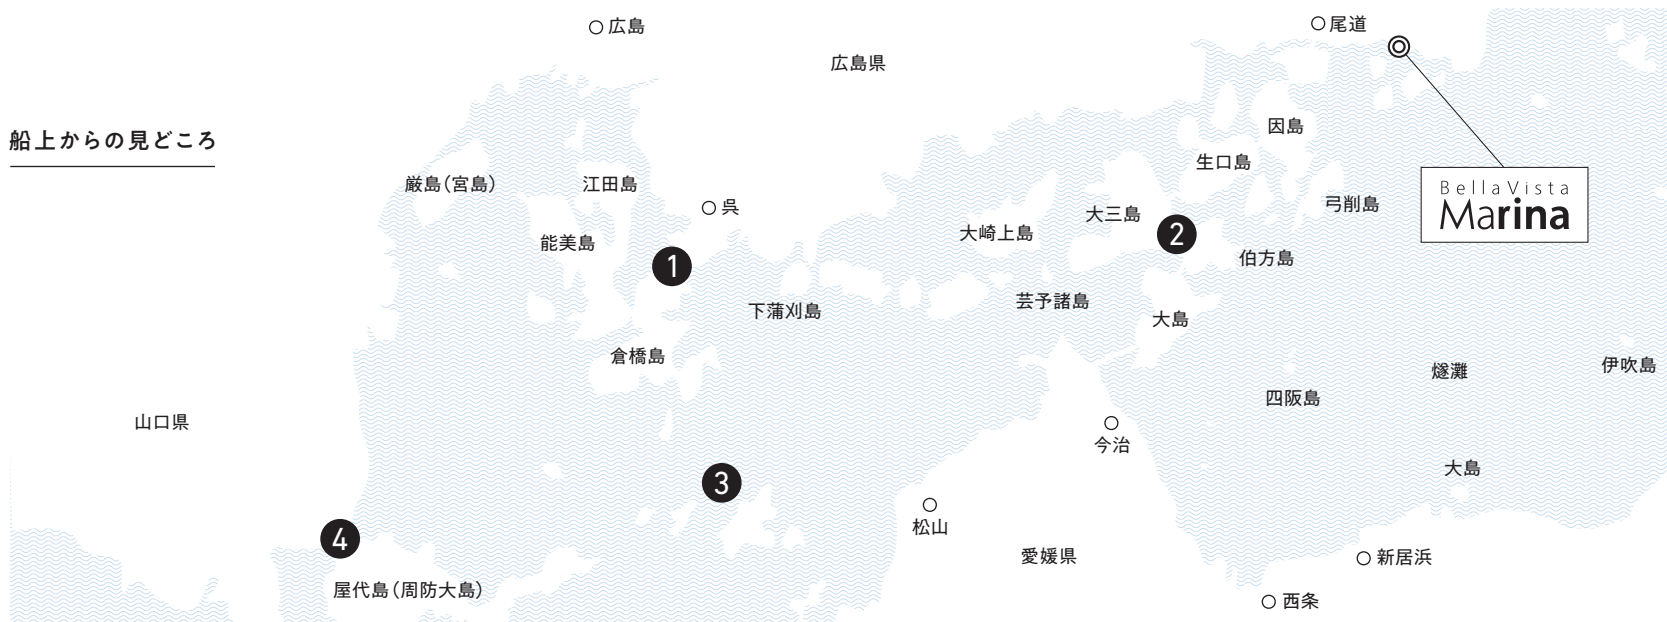 広島
尾道
広島県
船上からの見どころ
因島
生口島
厳島(宮島)
江田島
呉
大三島
弓削島
BellaVista
Marina
能美島
大崎上島
2
伯方島
1
下蒲刈島
芸予諸島
大島
倉橋島
燧灘
伊吹島
四阪島
山口県
今治
大島
3
松山
4
愛媛県
新居浜
屋代島(周防大島)
西条